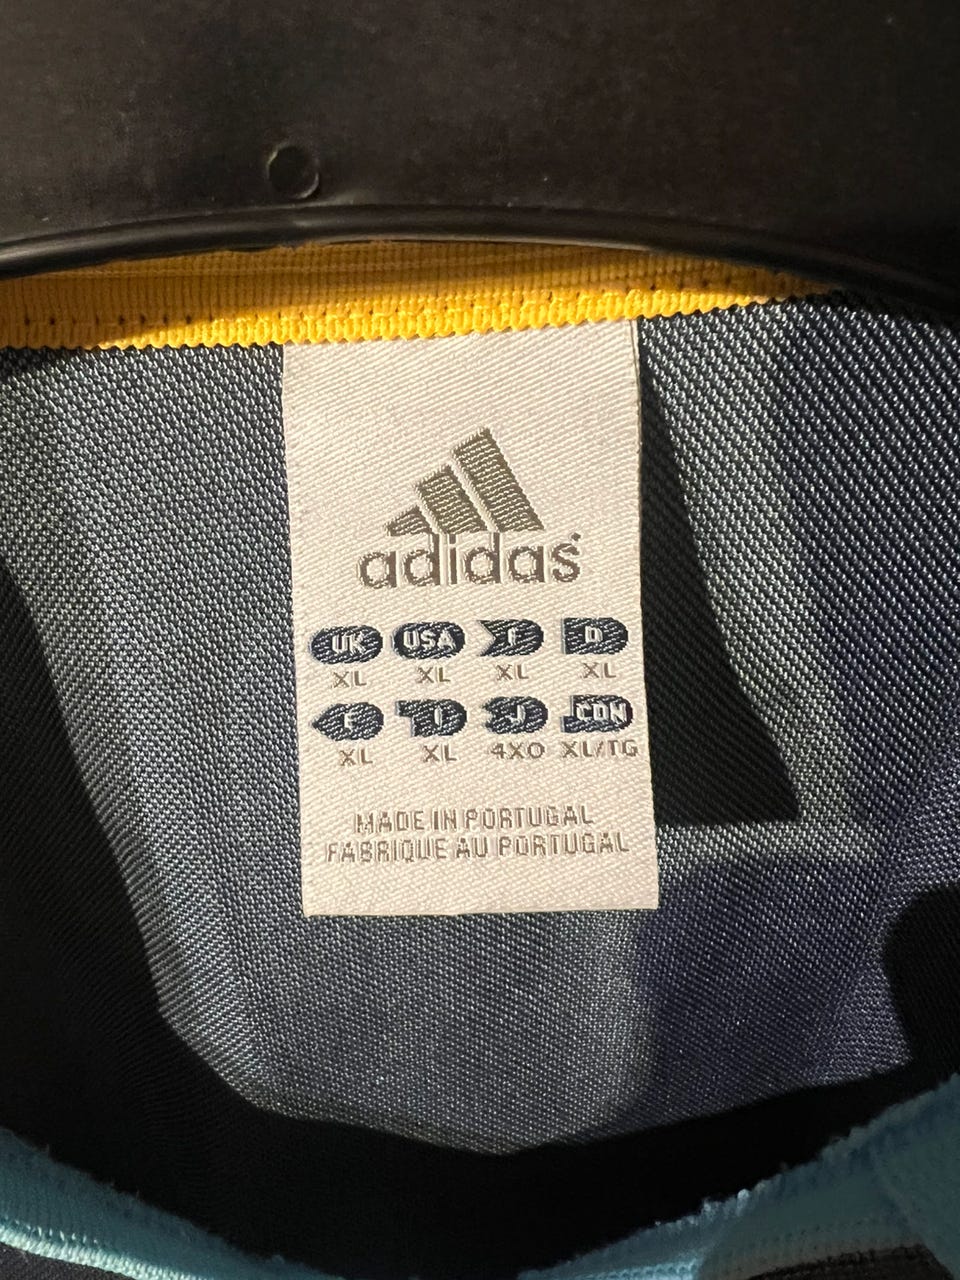 adidas
UK USA F D
XL XL XL XL
E I J CDN
XL XL 4XO XL/TG
MADE IN PORTUGAL
FABRIQUE AU PORTUGAL